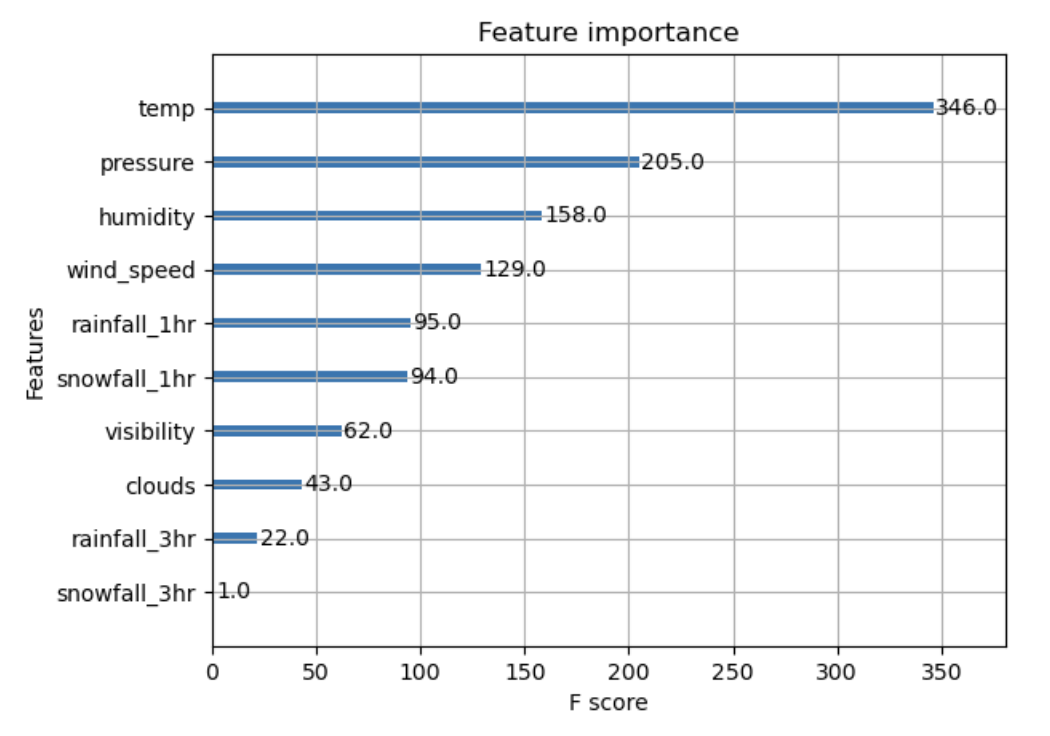 Feature importance
temp 346.0
pressure 205.0
humidity 158.0
wind_speed 129.0
rainfall_1hr 95.0
snowfall_1hr 94.0
visibility 62.0
clouds 43.0
rainfall_3hr 22.0
snowfall_3hr 1.0
Features
0 50 100 150 200 250 300 350
F score